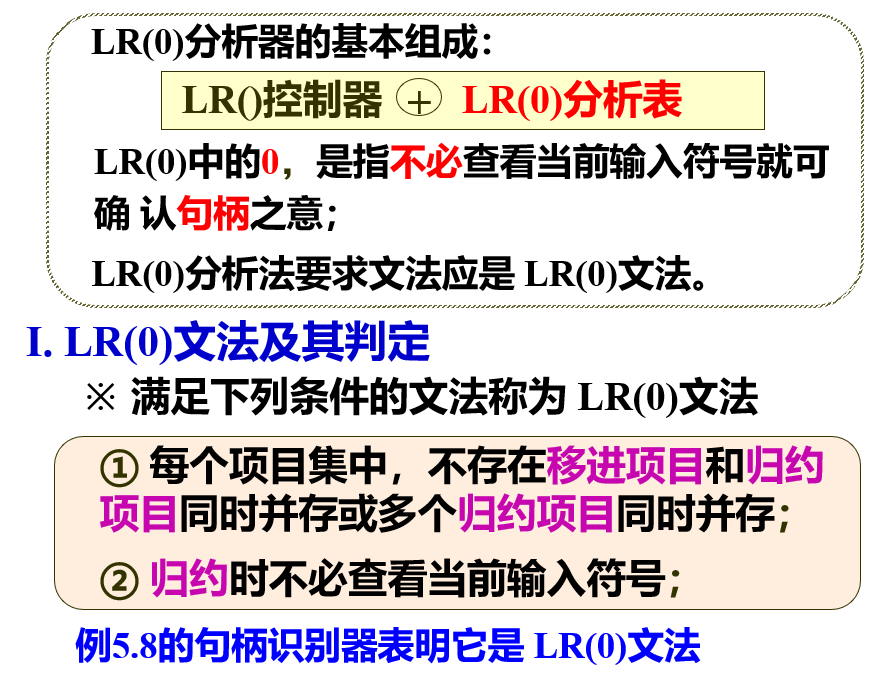 LR(0)分析器的基本组成：
LR()控制器 + LR(0)分析表
LR(0)中的0，是指不必查看当前输入符号就可
确 认句柄之意；
LR(0)分析法要求文法应是 LR(0)文法。
I. LR(0)文法及其判定
※ 满足下列条件的文法称为 LR(0)文法
① 每个项目集中，不存在移进项目和归约
项目同时并存或多个归约项目同时并存；
② 归约时不必查看当前输入符号；
例5.8的句柄识别器表明它是 LR(0)文法